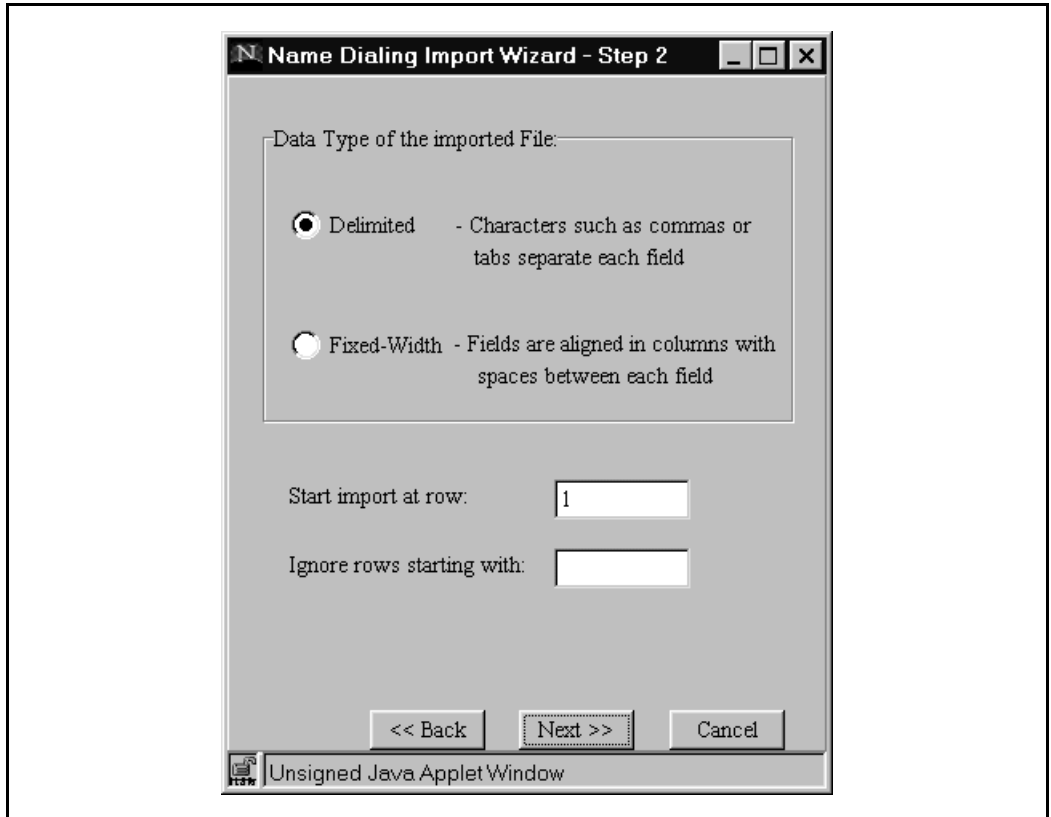 Name Dialing Import Wizard - Step 2
Data Type of the imported File:
Delimited - Characters such as commas or
tabs separate each field
Fixed-Width - Fields are aligned in columns with
spaces between each field
Start import at row: 1
Ignore rows starting with:
<< Back Next >> Cancel
Unsigned Java Applet Window